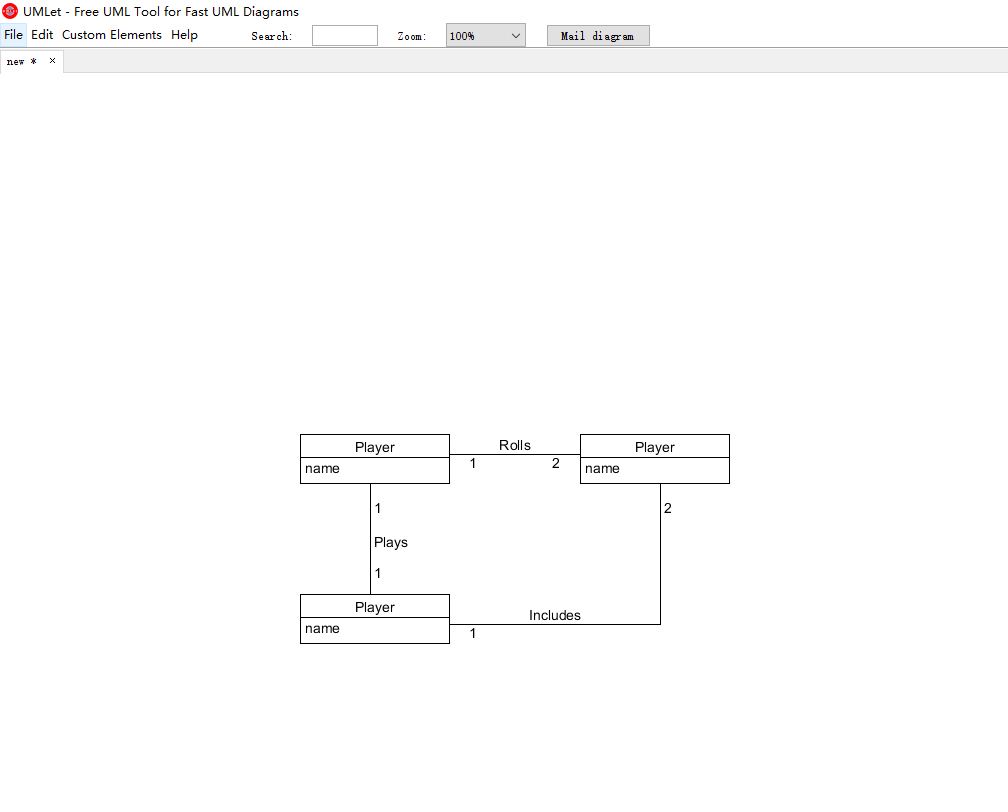 UMLet - Free UML Tool for Fast UML Diagrams
File Edit Custom Elements Help Search: Zoom: 100% Mail diagram
new * ×
Player Rolls Player
name 1 2 name
1 2
Plays
1
Player Includes
name 1